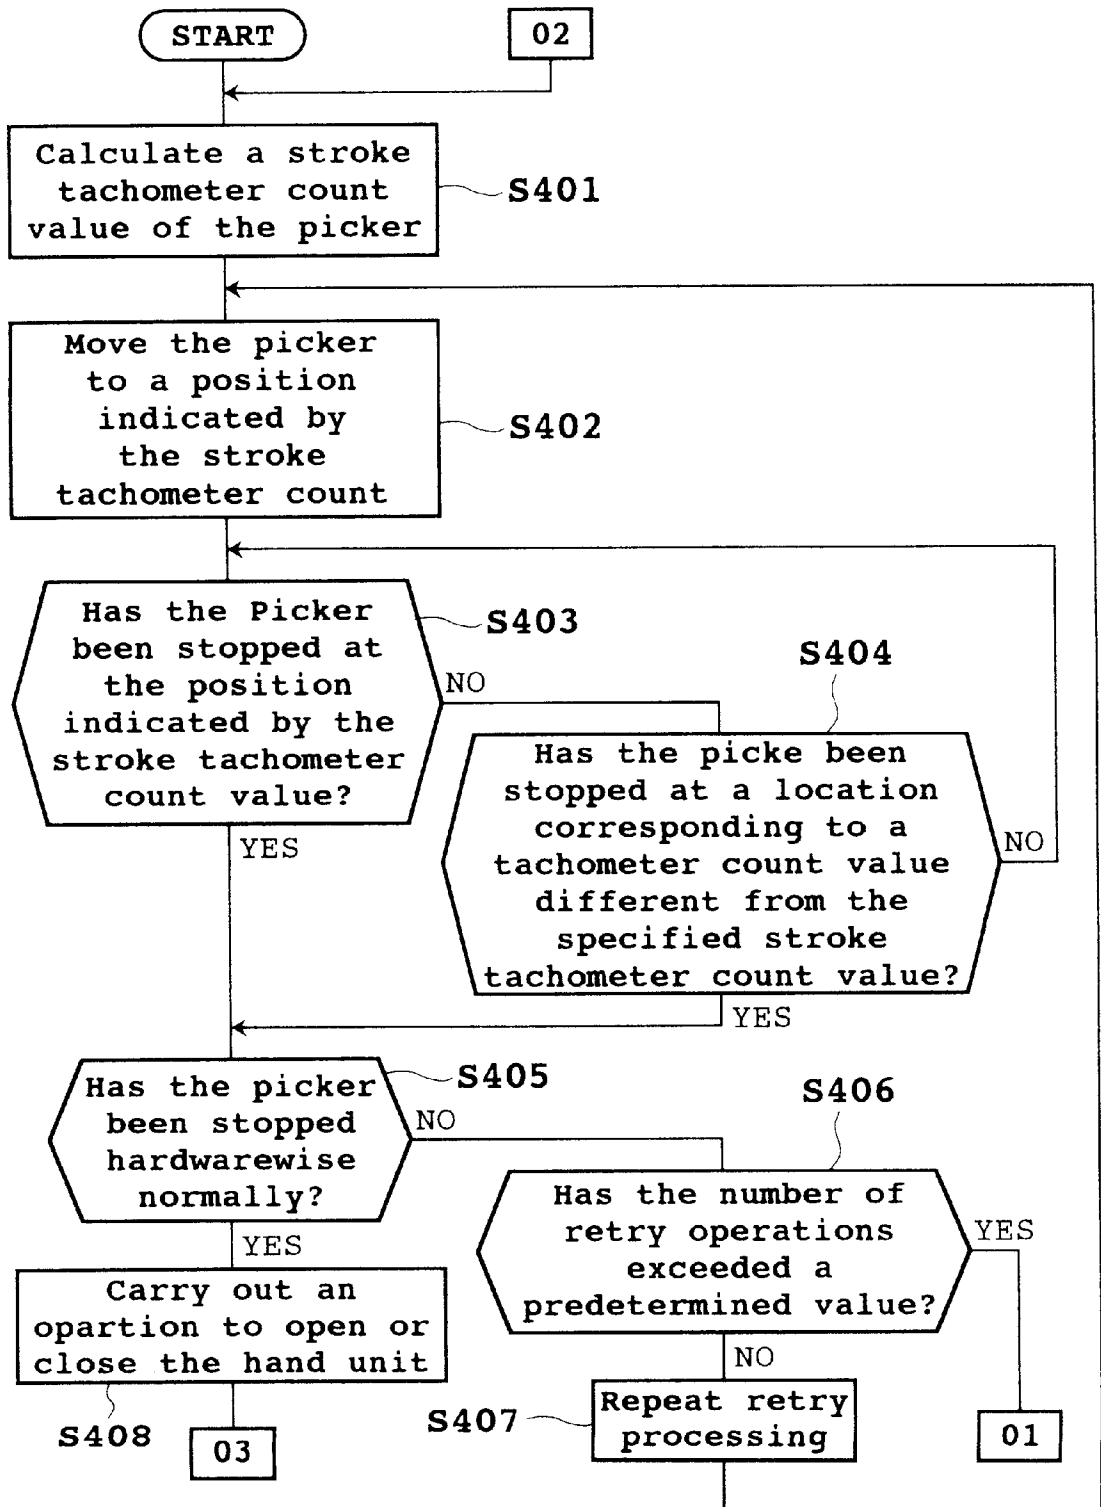 START
02
Calculate a stroke
tachometer count
value of the picker
S401
Move the picker
to a position
indicated by
the stroke
tachometer count
S402
Has the Picker
been stopped at
the position
indicated by the
stroke tachometer
count value?
S403
NO
YES
S404
Has the picke been
stopped at a location
corresponding to a
tachometer count value
different from the
specified stroke
tachometer count value?
NO
YES
Has the picker
been stopped
hardwarewise
normally?
S405
NO
YES
S406
Has the number of
retry operations
exceeded a
predetermined value?
YES
NO
Carry out an
opartion to open or
close the hand unit
S408
03
S407
Repeat retry
processing
01